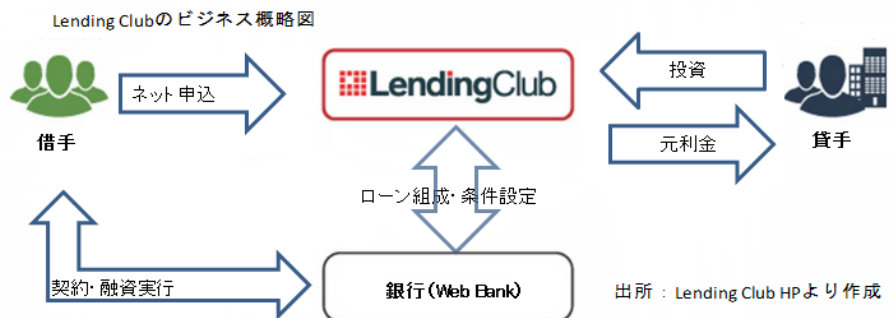 Lending Clubのビジネス概略図
ネット申込
LendingClub
投資
借手
元利金
貸手
ローン組成・条件設定
契約・融資実行
銀行(Web Bank)
出所：Lending Club HPより作成